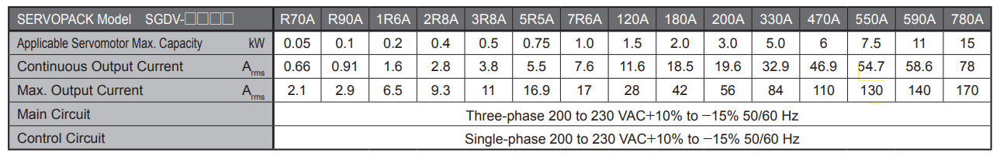 SERVOPACK Model SGDV-□□□□ R70A R90A 1R6A 2R8A 3R8A 5R5A 7R6A 120A 180A 200A 330A 470A 550A 590A 780A
Applicable Servomotor Max. Capacity kW 0.05 0.1 0.2 0.4 0.5 0.75 1.0 1.5 2.0 3.0 5.0 6 7.5 11 15
Continuous Output Current Arms 0.66 0.91 1.6 2.8 3.8 5.5 7.6 11.6 18.5 19.6 32.9 46.9 54.7 58.6 78
Max. Output Current Arms 2.1 2.9 6.5 9.3 11 16.9 17 28 42 56 84 110 130 140 170
Main Circuit Three-phase 200 to 230 VAC+10% to −15% 50/60 Hz
Control Circuit Single-phase 200 to 230 VAC+10% to −15% 50/60 Hz